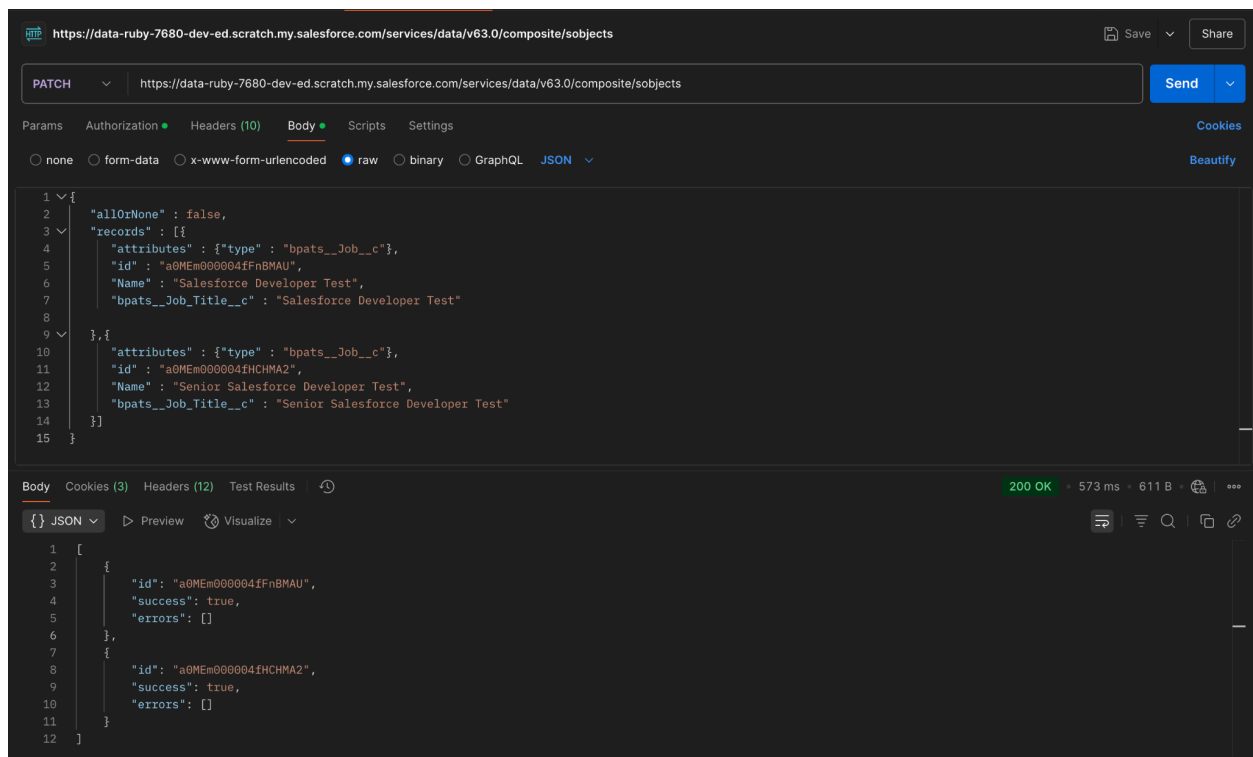 HTTP https://data-ruby-7680-dev-ed.scratch.my.salesforce.com/services/data/v63.0/composite/sobjects Save Share
PATCH https://data-ruby-7680-dev-ed.scratch.my.salesforce.com/services/data/v63.0/composite/sobjects Send
Params Authorization Headers (10) Body Scripts Settings Cookies
none form-data x-www-form-urlencoded raw binary GraphQL JSON Beautify
1 {
2 "allOrNone" : false,
3 "records" : [{
4 "attributes" : {"type" : "bpats__Job__c"},
5 "id" : "a0MEm000004fFnBMAU",
6 "Name" : "Salesforce Developer Test",
7 "bpats__Job_Title__c" : "Salesforce Developer Test"
8
9 },{
10 "attributes" : {"type" : "bpats__Job__c"},
11 "id" : "a0MEm000004fHCHMA2",
12 "Name" : "Senior Salesforce Developer Test",
13 "bpats__Job_Title__c" : "Senior Salesforce Developer Test"
14 }]
15 }
Body Cookies (3) Headers (12) Test Results 200 OK 573 ms 611 B
{} JSON Preview Visualize
1 [
2 {
3 "id": "a0MEm000004fFnBMAU",
4 "success": true,
5 "errors": []
6 },
7 {
8 "id": "a0MEm000004fHCHMA2",
9 "success": true,
10 "errors": []
11 }
12 ]